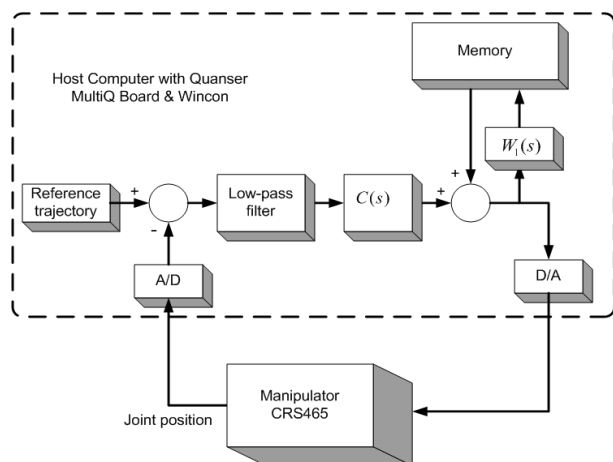 Memory
Host Computer with Quanser
MultiQ Board & Wincon
W1(s)
+
Reference
trajectory
+
-
Low-pass
filter
C(s)
+
A/D
D/A
Manipulator
CRS465
Joint position